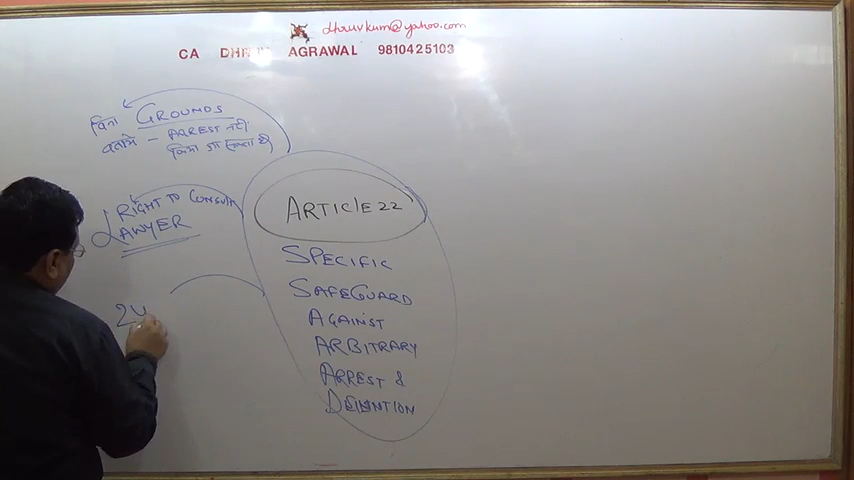 dhruvkum@yahoo.com
CA DHRUV AGRAWAL 9810425103
बिना GROUNDS
बताये - ARREST नहीं
किया जा सकता है
RIGHT TO CONSULT
LAWYER
24
ARTICLE 22
SPECIFIC
SAFEGUARD
AGAINST
ARBITRARY
ARREST &
DETENTION